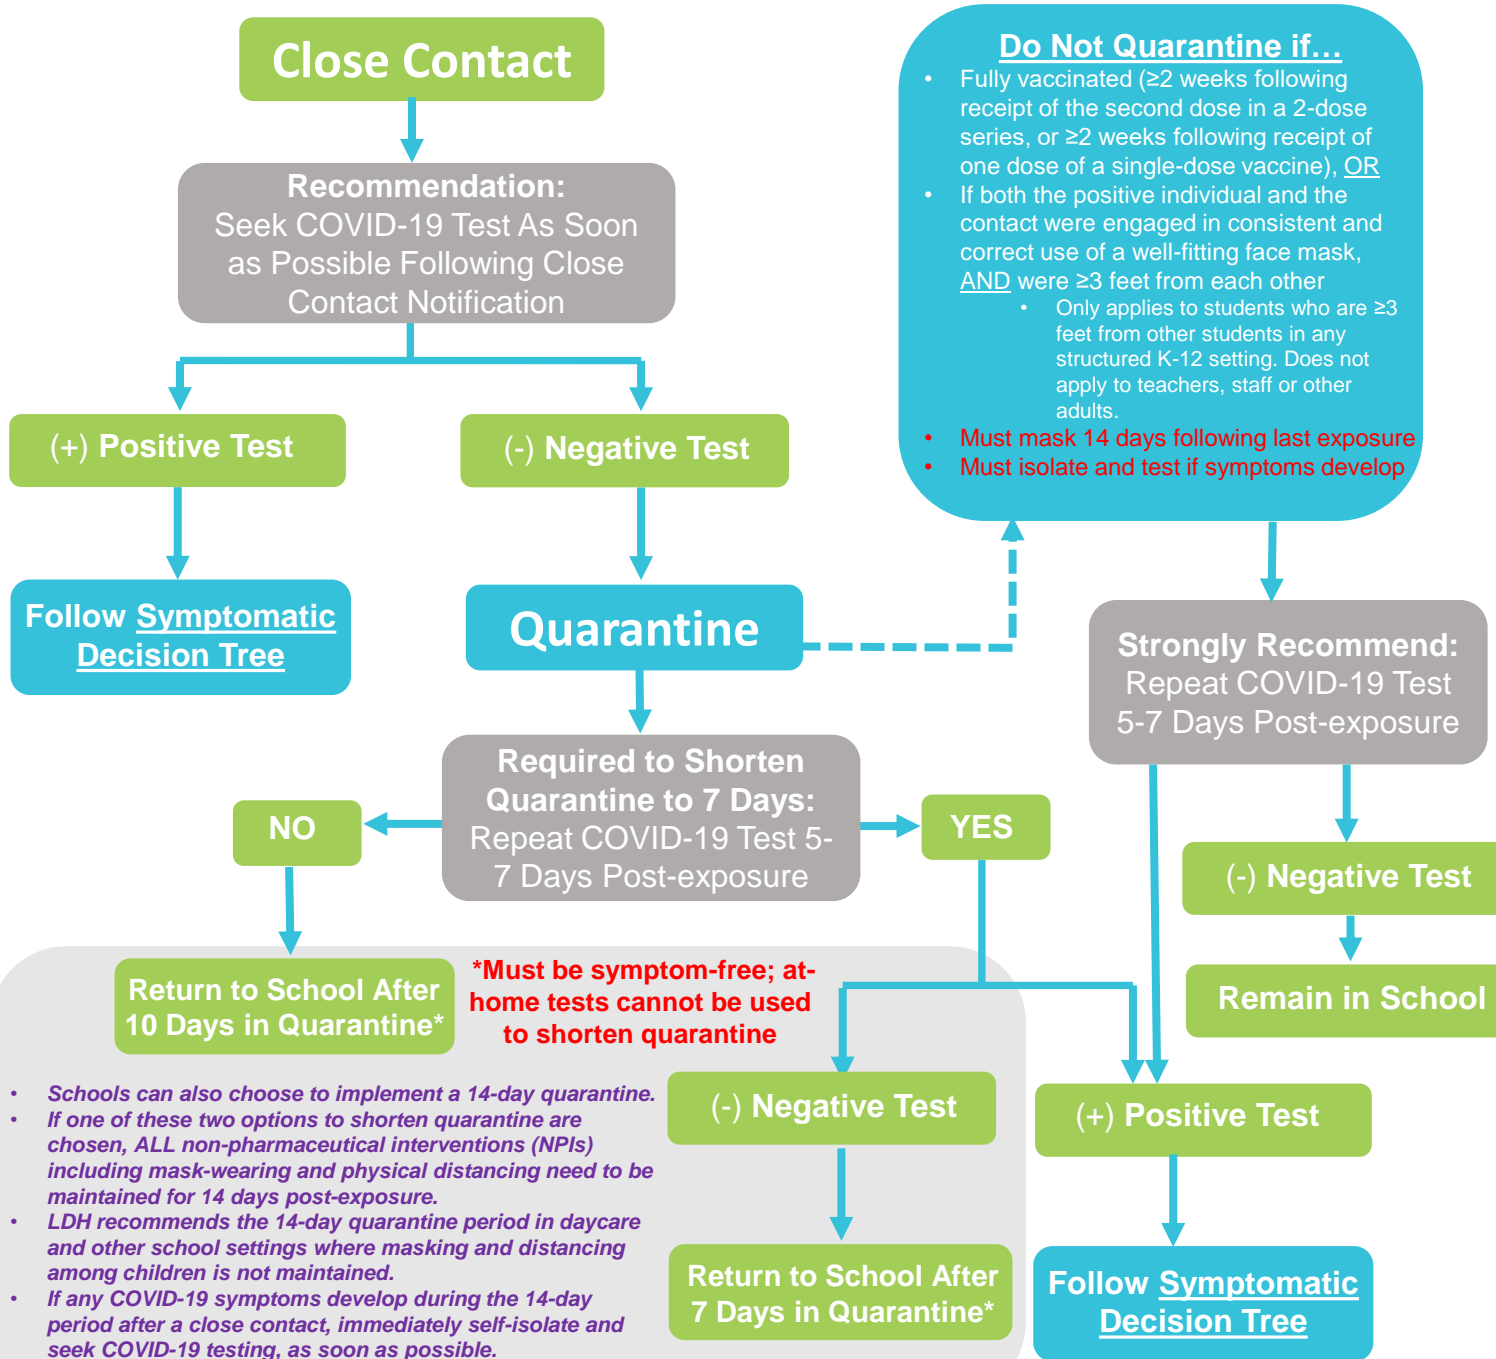 Close Contact
Recommendation:
Seek COVID-19 Test As Soon
as Possible Following Close
Contact Notification
(+) Positive Test
(-) Negative Test
Follow Symptomatic
Decision Tree
Quarantine
Do Not Quarantine if…
• Fully vaccinated (≥2 weeks following
receipt of the second dose in a 2-dose
series, or ≥2 weeks following receipt of
one dose of a single-dose vaccine), OR
• If both the positive individual and the
contact were engaged in consistent and
correct use of a well-fitting face mask,
AND were ≥3 feet from each other
• Only applies to students who are ≥3
feet from other students in any
structured K-12 setting. Does not
apply to teachers, staff or other
adults.
• Must mask 14 days following last exposure
• Must isolate and test if symptoms develop
Strongly Recommend:
Repeat COVID-19 Test
5-7 Days Post-exposure
Required to Shorten
Quarantine to 7 Days:
Repeat COVID-19 Test 5-
7 Days Post-exposure
NO
YES
(-) Negative Test
Remain in School
Return to School After
10 Days in Quarantine*
*Must be symptom-free; at-
home tests cannot be used
to shorten quarantine
• Schools can also choose to implement a 14-day quarantine.
• If one of these two options to shorten quarantine are
chosen, ALL non-pharmaceutical interventions (NPIs)
including mask-wearing and physical distancing need to be
maintained for 14 days post-exposure.
• LDH recommends the 14-day quarantine period in daycare
and other school settings where masking and distancing
among children is not maintained.
• If any COVID-19 symptoms develop during the 14-day
period after a close contact, immediately self-isolate and
seek COVID-19 testing, as soon as possible.
(-) Negative Test
(+) Positive Test
Return to School After
7 Days in Quarantine*
Follow Symptomatic
Decision Tree